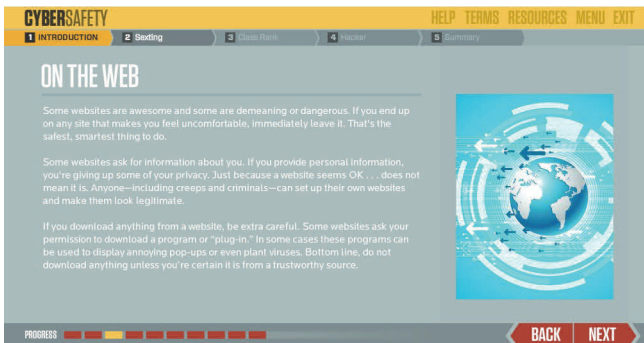 CYBERSAFETY
HELP TERMS RESOURCES MENU EXIT
1 INTRODUCTION 2 Sexting 3 Class Rank 4 Hacker 5 Summary
ON THE WEB
Some websites are awesome and some are demeaning or dangerous. If you end up
on any site that makes you feel uncomfortable, immediately leave it. That's the
safest, smartest thing to do.
Some websites ask for information about you. If you provide personal information,
you're giving up some of your privacy. Just because a website seems OK . . . does not
mean it is. Anyone—including creeps and criminals—can set up their own websites
and make them look legitimate.
If you download anything from a website, be extra careful. Some websites ask your
permission to download a program or “plug-in.” In some cases these programs can
be used to display annoying pop-ups or even plant viruses. Bottom line, do not
download anything unless you're certain it is from a trustworthy source.
PROGRESS
BACK NEXT